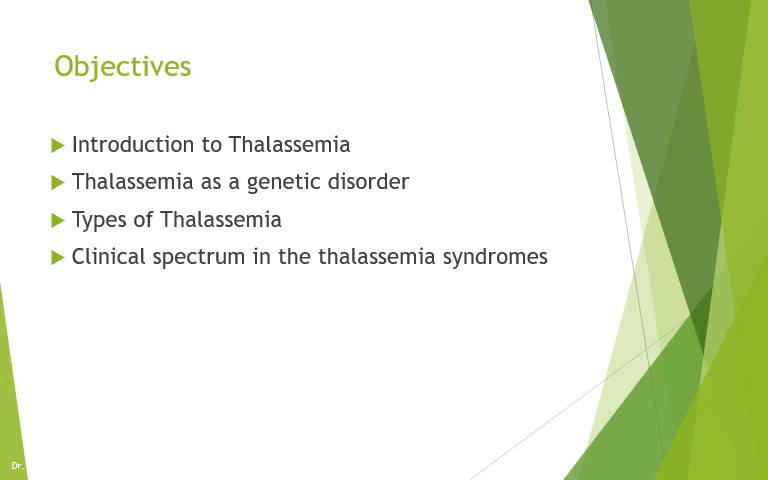 Objectives
Introduction to Thalassemia
Thalassemia as a genetic disorder
Types of Thalassemia
Clinical spectrum in the thalassemia syndromes
Dr.